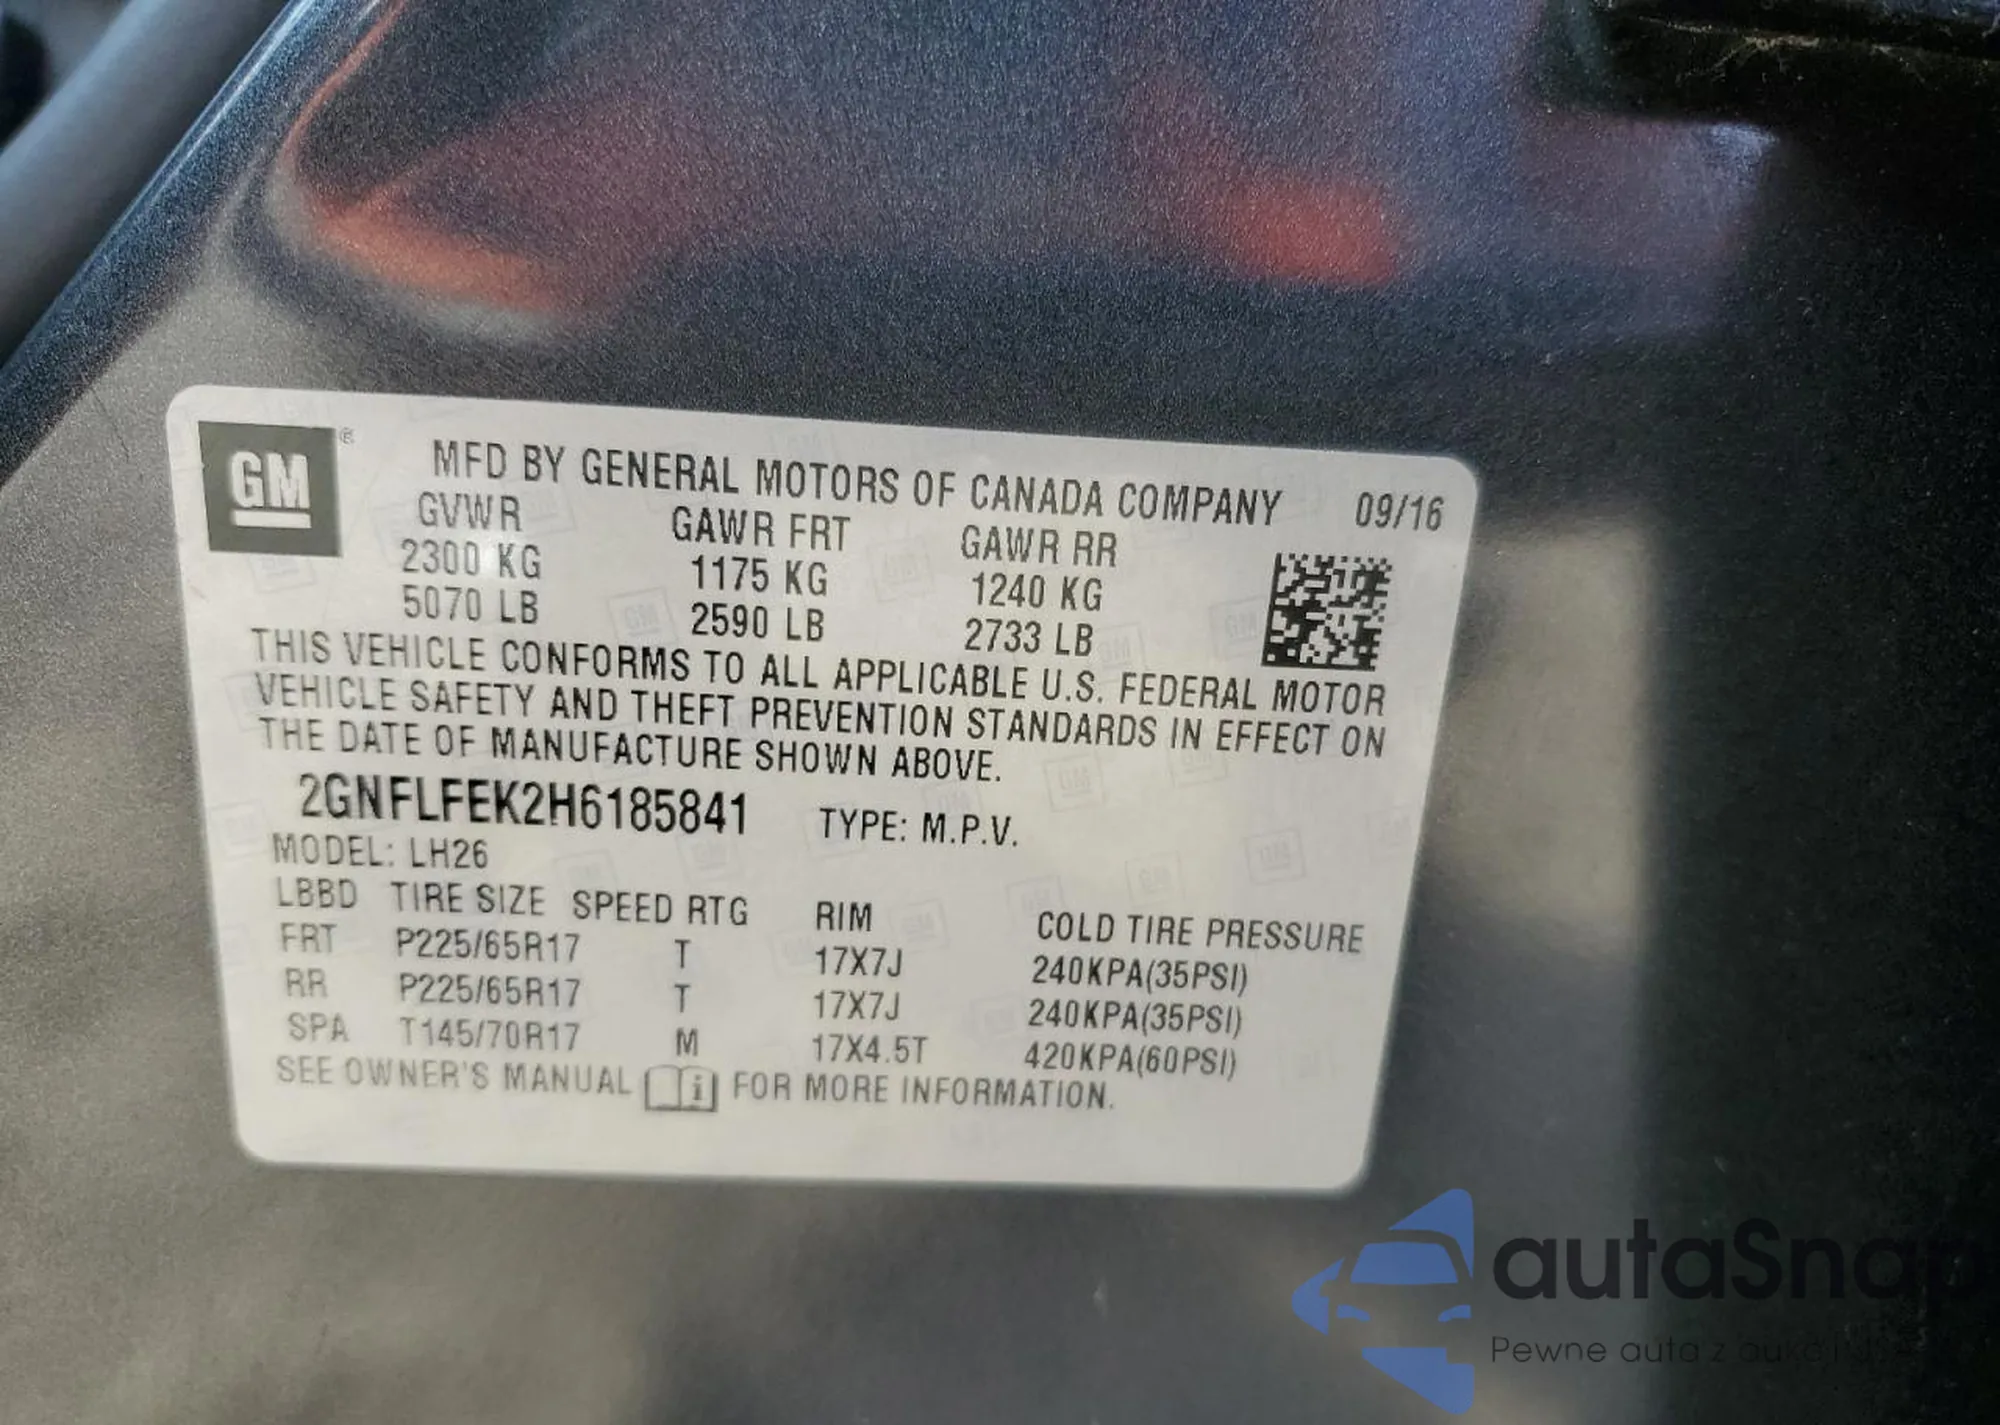 GM®
MFD BY GENERAL MOTORS OF CANADA COMPANY 09/16
GVWR GAWR FRT GAWR RR
2300 KG 1175 KG 1240 KG
5070 LB 2590 LB 2733 LB
THIS VEHICLE CONFORMS TO ALL APPLICABLE U.S. FEDERAL MOTOR
VEHICLE SAFETY AND THEFT PREVENTION STANDARDS IN EFFECT ON
THE DATE OF MANUFACTURE SHOWN ABOVE.
2GNFLFEK2H6185841 TYPE: M.P.V.
MODEL: LH26
LBBD TIRE SIZE SPEED RTG RIM COLD TIRE PRESSURE
FRT P225/65R17 T 17X7J 240KPA(35PSI)
RR P225/65R17 T 17X7J 240KPA(35PSI)
SPA T145/70R17 M 17X4.5T 420KPA(60PSI)
SEE OWNER'S MANUAL i FOR MORE INFORMATION.
autaSnap
Pewne auta z aukcji